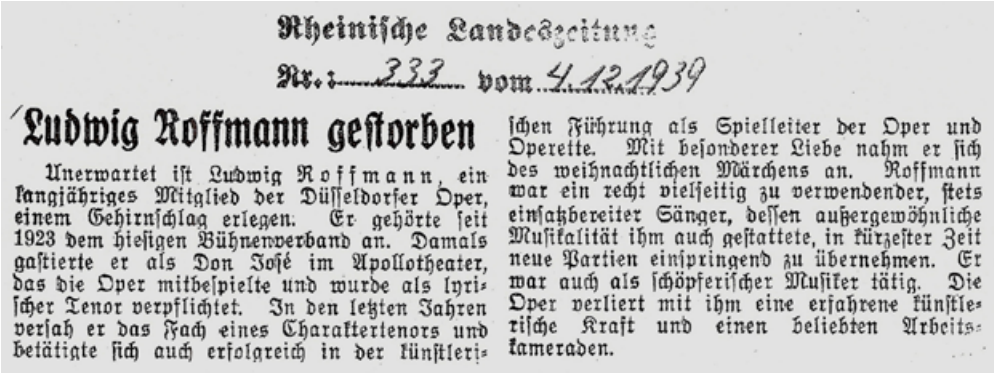 Rheinische Landeszeitung
Nr.: 333 vom 4.12.1939
Ludwig Roffmann gestorben
Unerwartet ist Ludwig Roffmann, ein
langjähriges Mitglied der Düsseldorfer Oper,
einem Gehirnschlag erlegen. Er gehörte seit
1923 dem hiesigen Bühnenverband an. Damals
gastierte er als Don José im Apollotheater,
das die Oper mitbespielte und wurde als lyri-
scher Tenor verpflichtet. In den letzten Jahren
versah er das Fach eines Charaktertenors und
betätigte sich auch erfolgreich in der künstleri-
schen Führung als Spielleiter der Oper und
Operette. Mit besonderer Liebe nahm er sich
des weihnachtlichen Märchens an. Roffmann
war ein recht vielseitig zu verwendender, stets
einsatzbereiter Sänger, dessen außergewöhnliche
Musikalität ihm auch gestattete, in kürzester Zeit
neue Partien einspringend zu übernehmen. Er
war auch als schöpferischer Musiker tätig. Die
Oper verliert mit ihm eine erfahrene künstle-
rische Kraft und einen beliebten Arbeits-
kameraden.